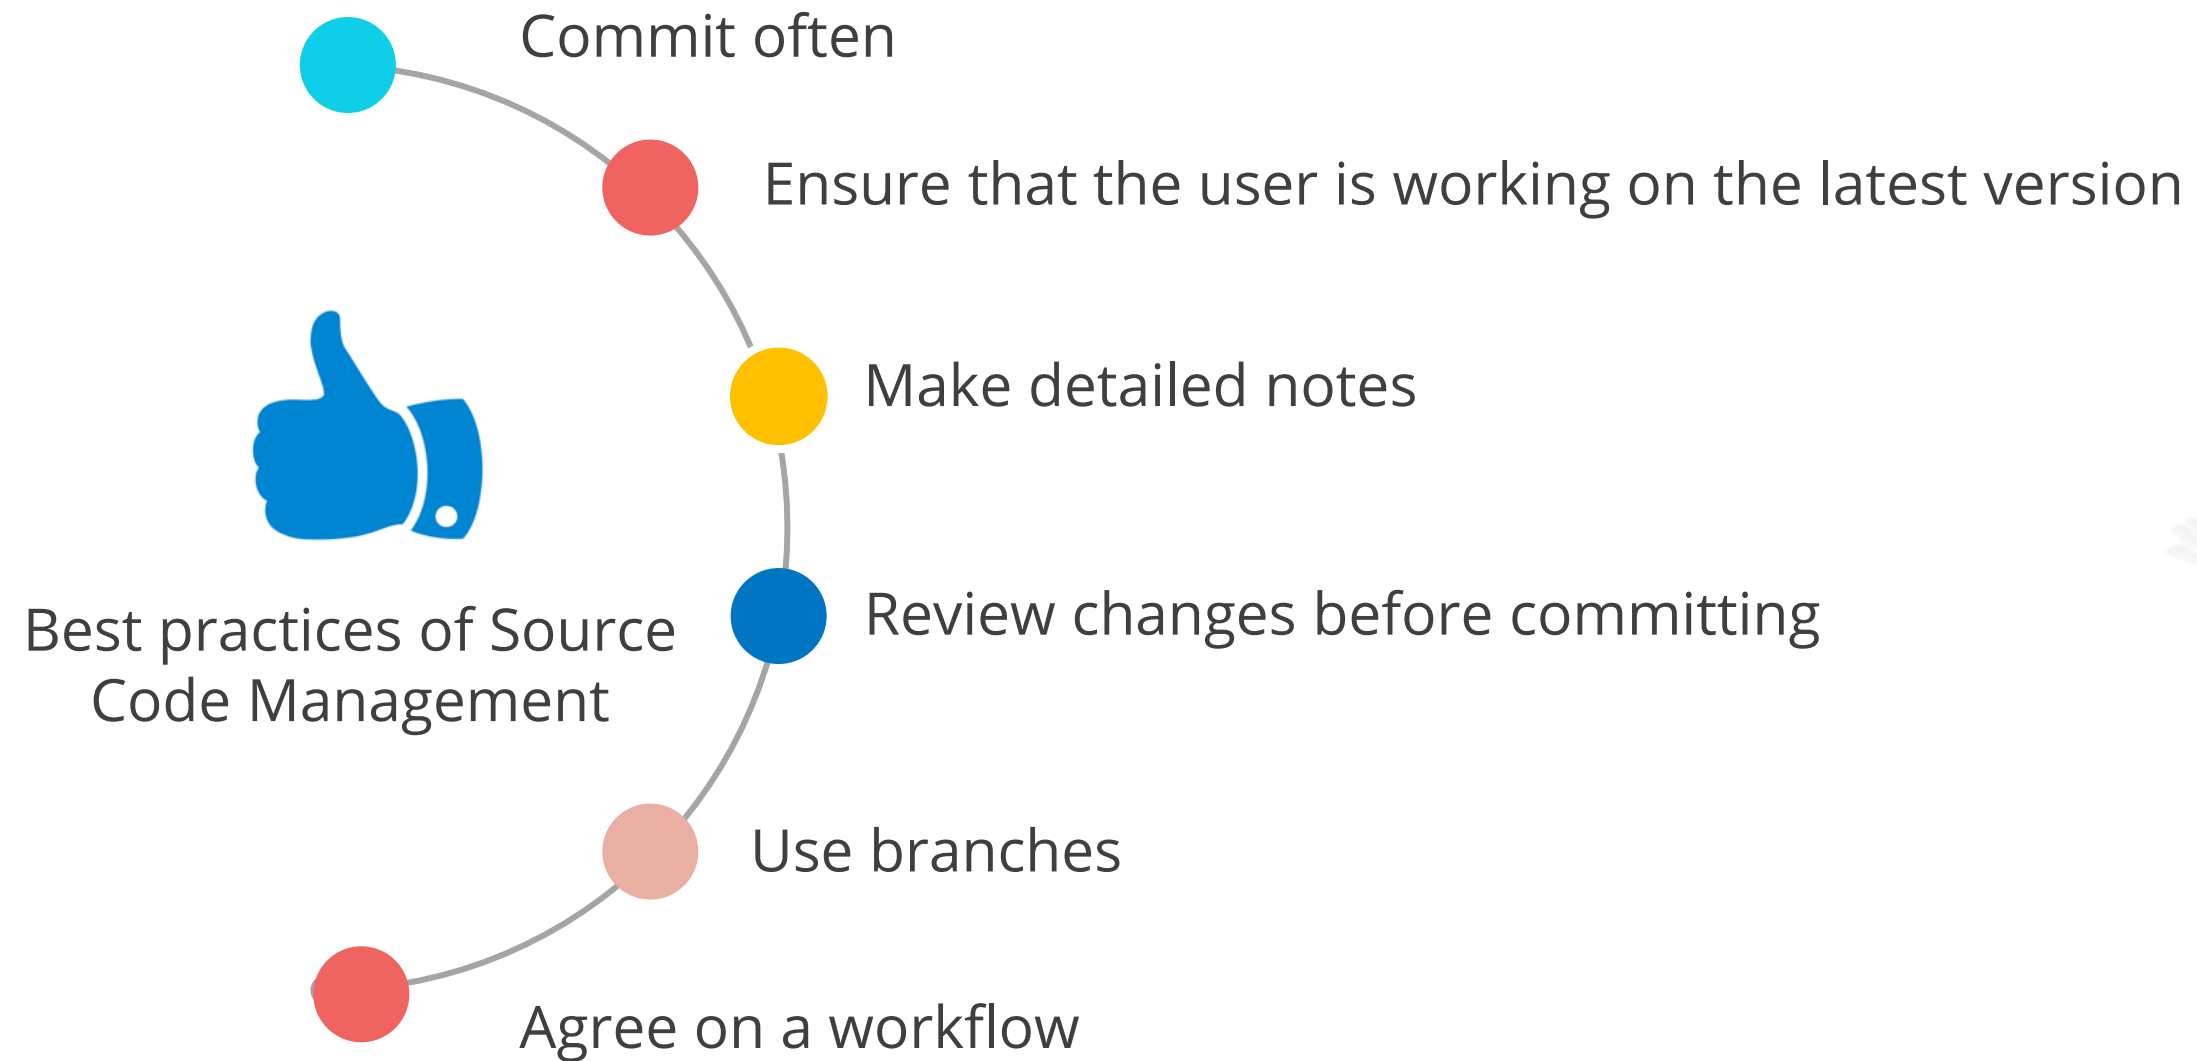 Commit often
Ensure that the user is working on the latest version
Make detailed notes
Best practices of Source
Code Management
Review changes before committing
Use branches
Agree on a workflow